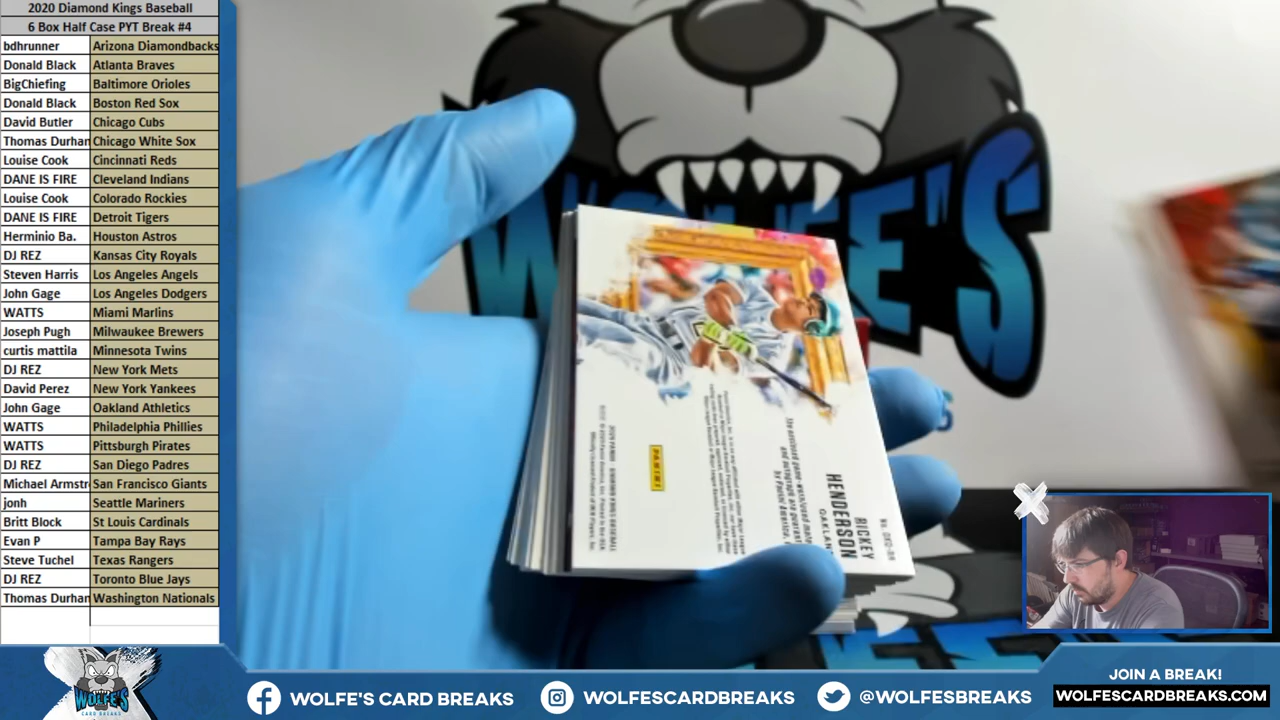 2020 Diamond Kings Baseball
6 Box Half Case PYT Break #4
bdhrunner Arizona Diamondbacks
Donald Black Atlanta Braves
BigChiefing Baltimore Orioles
Donald Black Boston Red Sox
David Butler Chicago Cubs
Thomas Durhan Chicago White Sox
Louise Cook Cincinnati Reds
DANE IS FIRE Cleveland Indians
Louise Cook Colorado Rockies
DANE IS FIRE Detroit Tigers
Herminio Ba. Houston Astros
DJ REZ Kansas City Royals
Steven Harris Los Angeles Angels
John Gage Los Angeles Dodgers
WATTS Miami Marlins
Joseph Pugh Milwaukee Brewers
curtis mattila Minnesota Twins
DJ REZ New York Mets
David Perez New York Yankees
John Gage Oakland Athletics
WATTS Philadelphia Phillies
WATTS Pittsburgh Pirates
DJ REZ San Diego Padres
Michael Armstr San Francisco Giants
jonh Seattle Mariners
Britt Block St Louis Cardinals
Evan P Tampa Bay Rays
Steve Tuchel Texas Rangers
DJ REZ Toronto Blue Jays
Thomas Durhan Washington Nationals
WOLFE'S
RICKEY
HENDERSON
OAKLAN
PANINI
WOLFE'S
CARD BREAKS
WOLFE'S CARD BREAKS
WOLFESCARDBREAKS
@WOLFESBREAKS
JOIN A BREAK!
WOLFESCARDBREAKS.COM